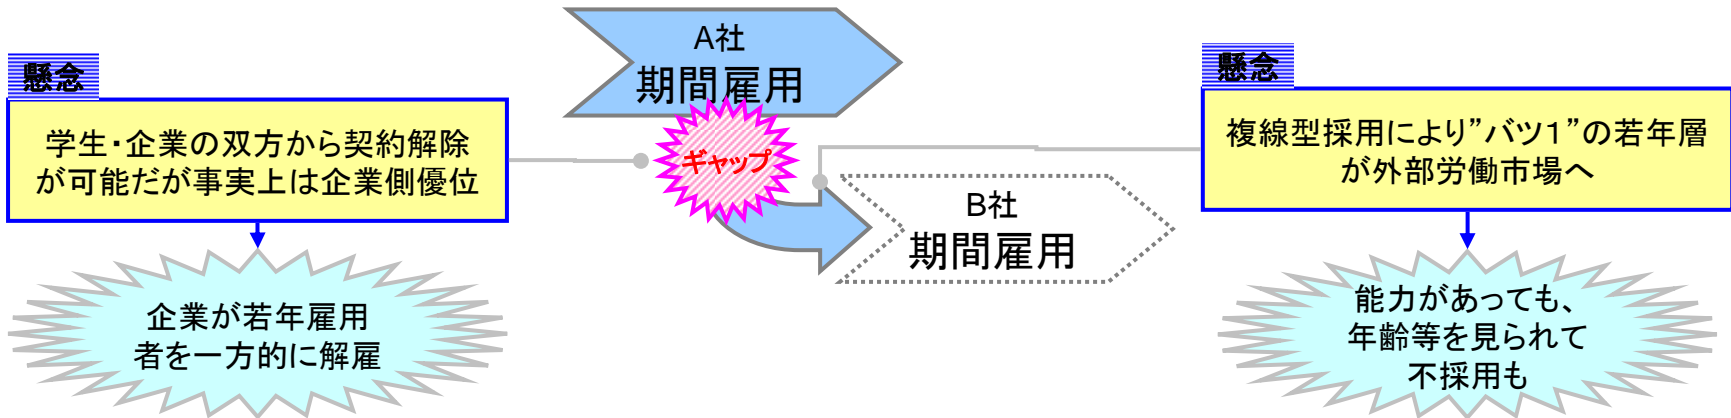 懸念
学生・企業の双方から契約解除
が可能だが事実上は企業側優位
企業が若年雇用
者を一方的に解雇
A社
期間雇用
ギャップ
B社
期間雇用
懸念
複線型採用により”バツ１”の若年層
が外部労働市場へ
能力があっても、
年齢等を見られて
不採用も